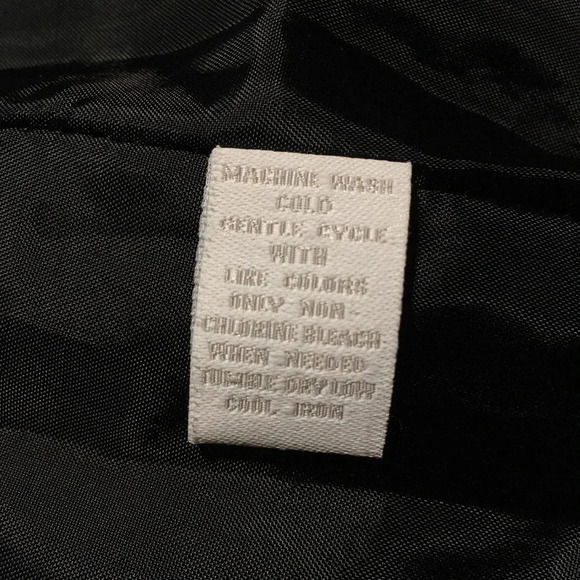 MACHINE WASH
COLD
GENTLE CYCLE
WITH
LIKE COLORS
ONLY NON-
CHLORINE BLEACH
WHEN NEEDED
TUMBLE DRY LOW
COOL IRON